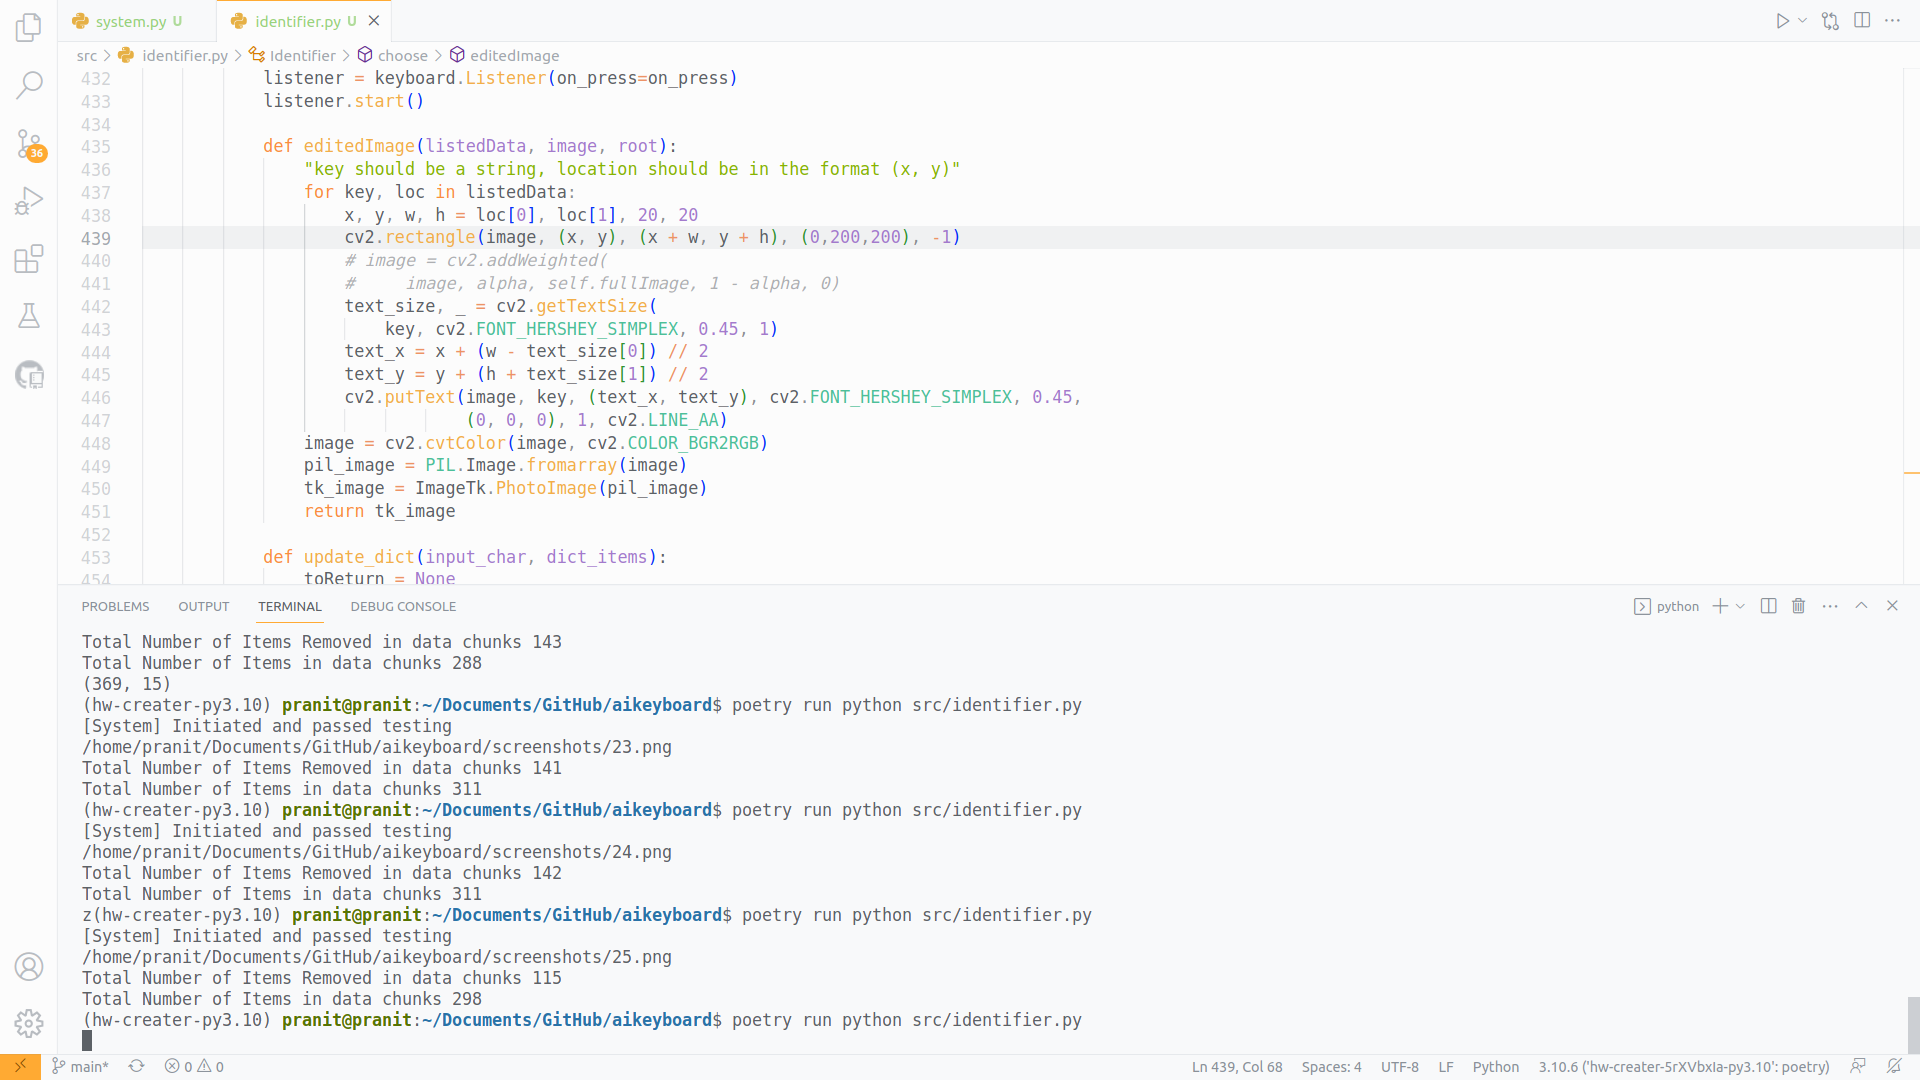 system.py U
identifier.py U
src > identifier.py > Identifier > choose > editedImage
432 listener = keyboard.Listener(on_press=on_press)
433 listener.start()
434
435 def editedImage(listedData, image, root):
436 "key should be a string, location should be in the format (x, y)"
437 for key, loc in listedData:
438 x, y, w, h = loc[0], loc[1], 20, 20
439 cv2.rectangle(image, (x, y), (x + w, y + h), (0,200,200), -1)
440 # image = cv2.addWeighted(
441 #     image, alpha, self.fullImage, 1 - alpha, 0)
442 text_size, _ = cv2.getTextSize(
443 key, cv2.FONT_HERSHEY_SIMPLEX, 0.45, 1)
444 text_x = x + (w - text_size[0]) // 2
445 text_y = y + (h + text_size[1]) // 2
446 cv2.putText(image, key, (text_x, text_y), cv2.FONT_HERSHEY_SIMPLEX, 0.45,
447 (0, 0, 0), 1, cv2.LINE_AA)
448 image = cv2.cvtColor(image, cv2.COLOR_BGR2RGB)
449 pil_image = PIL.Image.fromarray(image)
450 tk_image = ImageTk.PhotoImage(pil_image)
451 return tk_image
452
453 def update_dict(input_char, dict_items):
454 toReturn = None
36
PROBLEMS OUTPUT TERMINAL DEBUG CONSOLE
python
Total Number of Items Removed in data chunks 143
Total Number of Items in data chunks 288
(369, 15)
(hw-creater-py3.10) pranit@pranit:~/Documents/GitHub/aikeyboard$ poetry run python src/identifier.py
[System] Initiated and passed testing
/home/pranit/Documents/GitHub/aikeyboard/screenshots/23.png
Total Number of Items Removed in data chunks 141
Total Number of Items in data chunks 311
(hw-creater-py3.10) pranit@pranit:~/Documents/GitHub/aikeyboard$ poetry run python src/identifier.py
[System] Initiated and passed testing
/home/pranit/Documents/GitHub/aikeyboard/screenshots/24.png
Total Number of Items Removed in data chunks 142
Total Number of Items in data chunks 311
z(hw-creater-py3.10) pranit@pranit:~/Documents/GitHub/aikeyboard$ poetry run python src/identifier.py
[System] Initiated and passed testing
/home/pranit/Documents/GitHub/aikeyboard/screenshots/25.png
Total Number of Items Removed in data chunks 115
Total Number of Items in data chunks 298
(hw-creater-py3.10) pranit@pranit:~/Documents/GitHub/aikeyboard$ poetry run python src/identifier.py
main* 0 0 Ln 439, Col 68 Spaces: 4 UTF-8 LF Python 3.10.6 ('hw-creater-5rXVbxIa-py3.10': poetry)